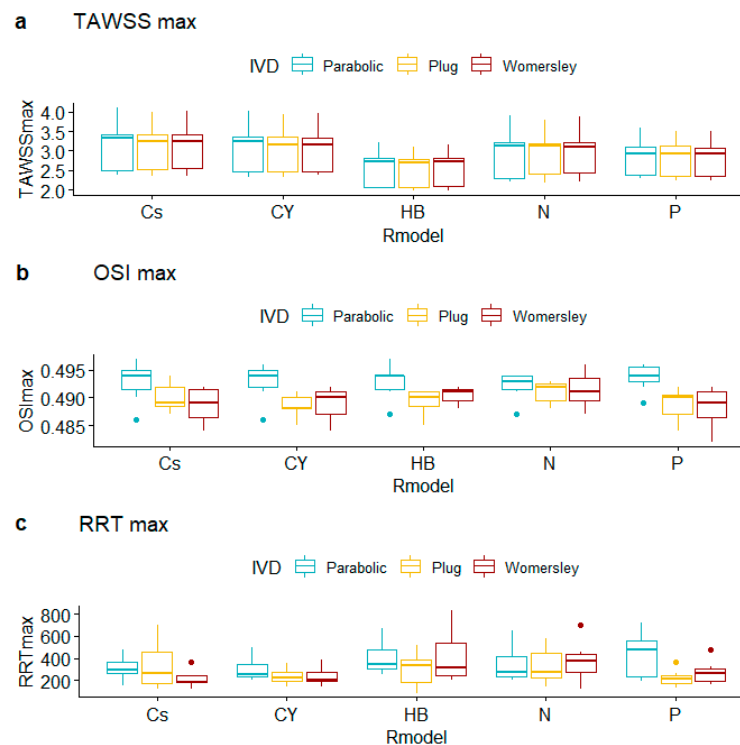 a TAWSS max
IVD Parabolic Plug Womersley
TAWSSmax
4.0
3.5
3.0
2.5
2.0
Cs CY HB N P
Rmodel
b OSI max
IVD Parabolic Plug Womersley
OSImax
0.495
0.490
0.485
Cs CY HB N P
Rmodel
c RRT max
IVD Parabolic Plug Womersley
RRTmax
800
600
400
200
Cs CY HB N P
Rmodel